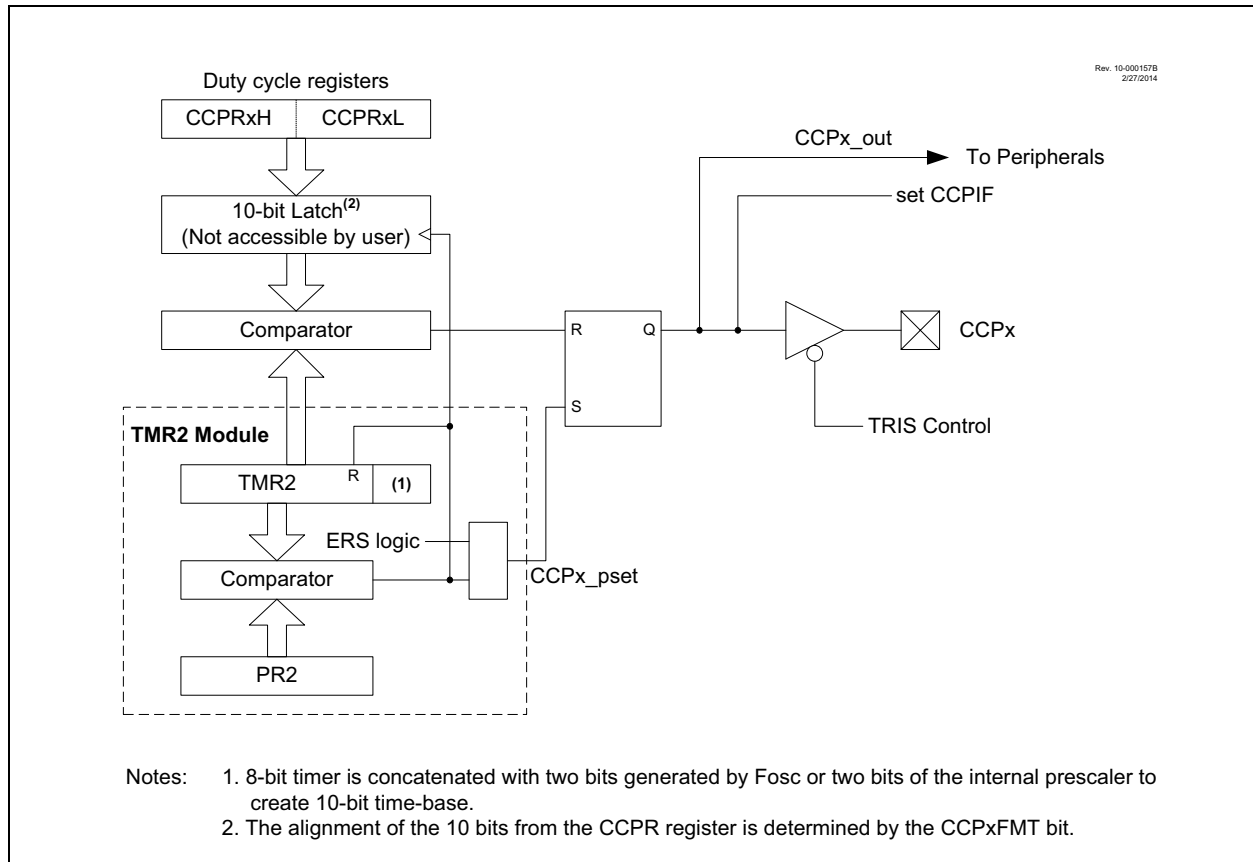 Rev. 10-000157B
2/27/2014
Duty cycle registers
CCPRxH CCPRxL
CCPx_out
To Peripherals
set CCPIF
10-bit Latch(2)
(Not accessible by user)
Comparator
R Q
CCPx
S
TRIS Control
TMR2 Module
R
TMR2 (1)
ERS logic
Comparator
CCPx_pset
PR2
Notes: 1. 8-bit timer is concatenated with two bits generated by Fosc or two bits of the internal prescaler to
create 10-bit time-base.
2. The alignment of the 10 bits from the CCPR register is determined by the CCPxFMT bit.